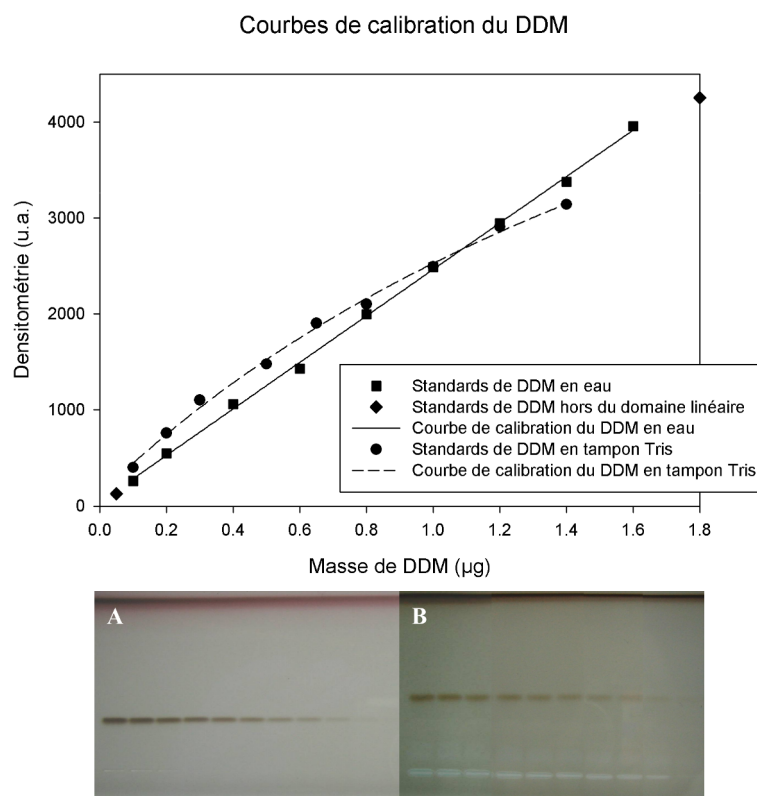 Courbes de calibration du DDM
Densitométrie (u.a.)
4000
3000
2000
1000
0
Standards de DDM en eau
Standards de DDM hors du domaine linéaire
Courbe de calibration du DDM en eau
Standards de DDM en tampon Tris
Courbe de calibration du DDM en tampon Tris
0.0 0.2 0.4 0.6 0.8 1.0 1.2 1.4 1.6 1.8
Masse de DDM (µg)
A B